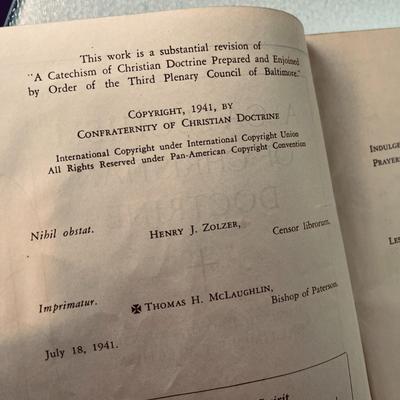 This work is a substantial revision of
"A Catechism of Christian Doctrine Prepared and Enjoined
by Order of the Third Plenary Council of Baltimore."
COPYRIGHT, 1941, BY
CONFRATERNITY OF CHRISTIAN DOCTRINE
International Copyright under International Copyright Union
All Rights Reserved under Pan-American Copyright Convention
Nihil obstat. HENRY J. ZOLZER,
Censor librorum.
Imprimatur. ✠ THOMAS H. MCLAUGHLIN,
Bishop of Paterson.
July 18, 1941.
INDULGE
PRAYER
LES